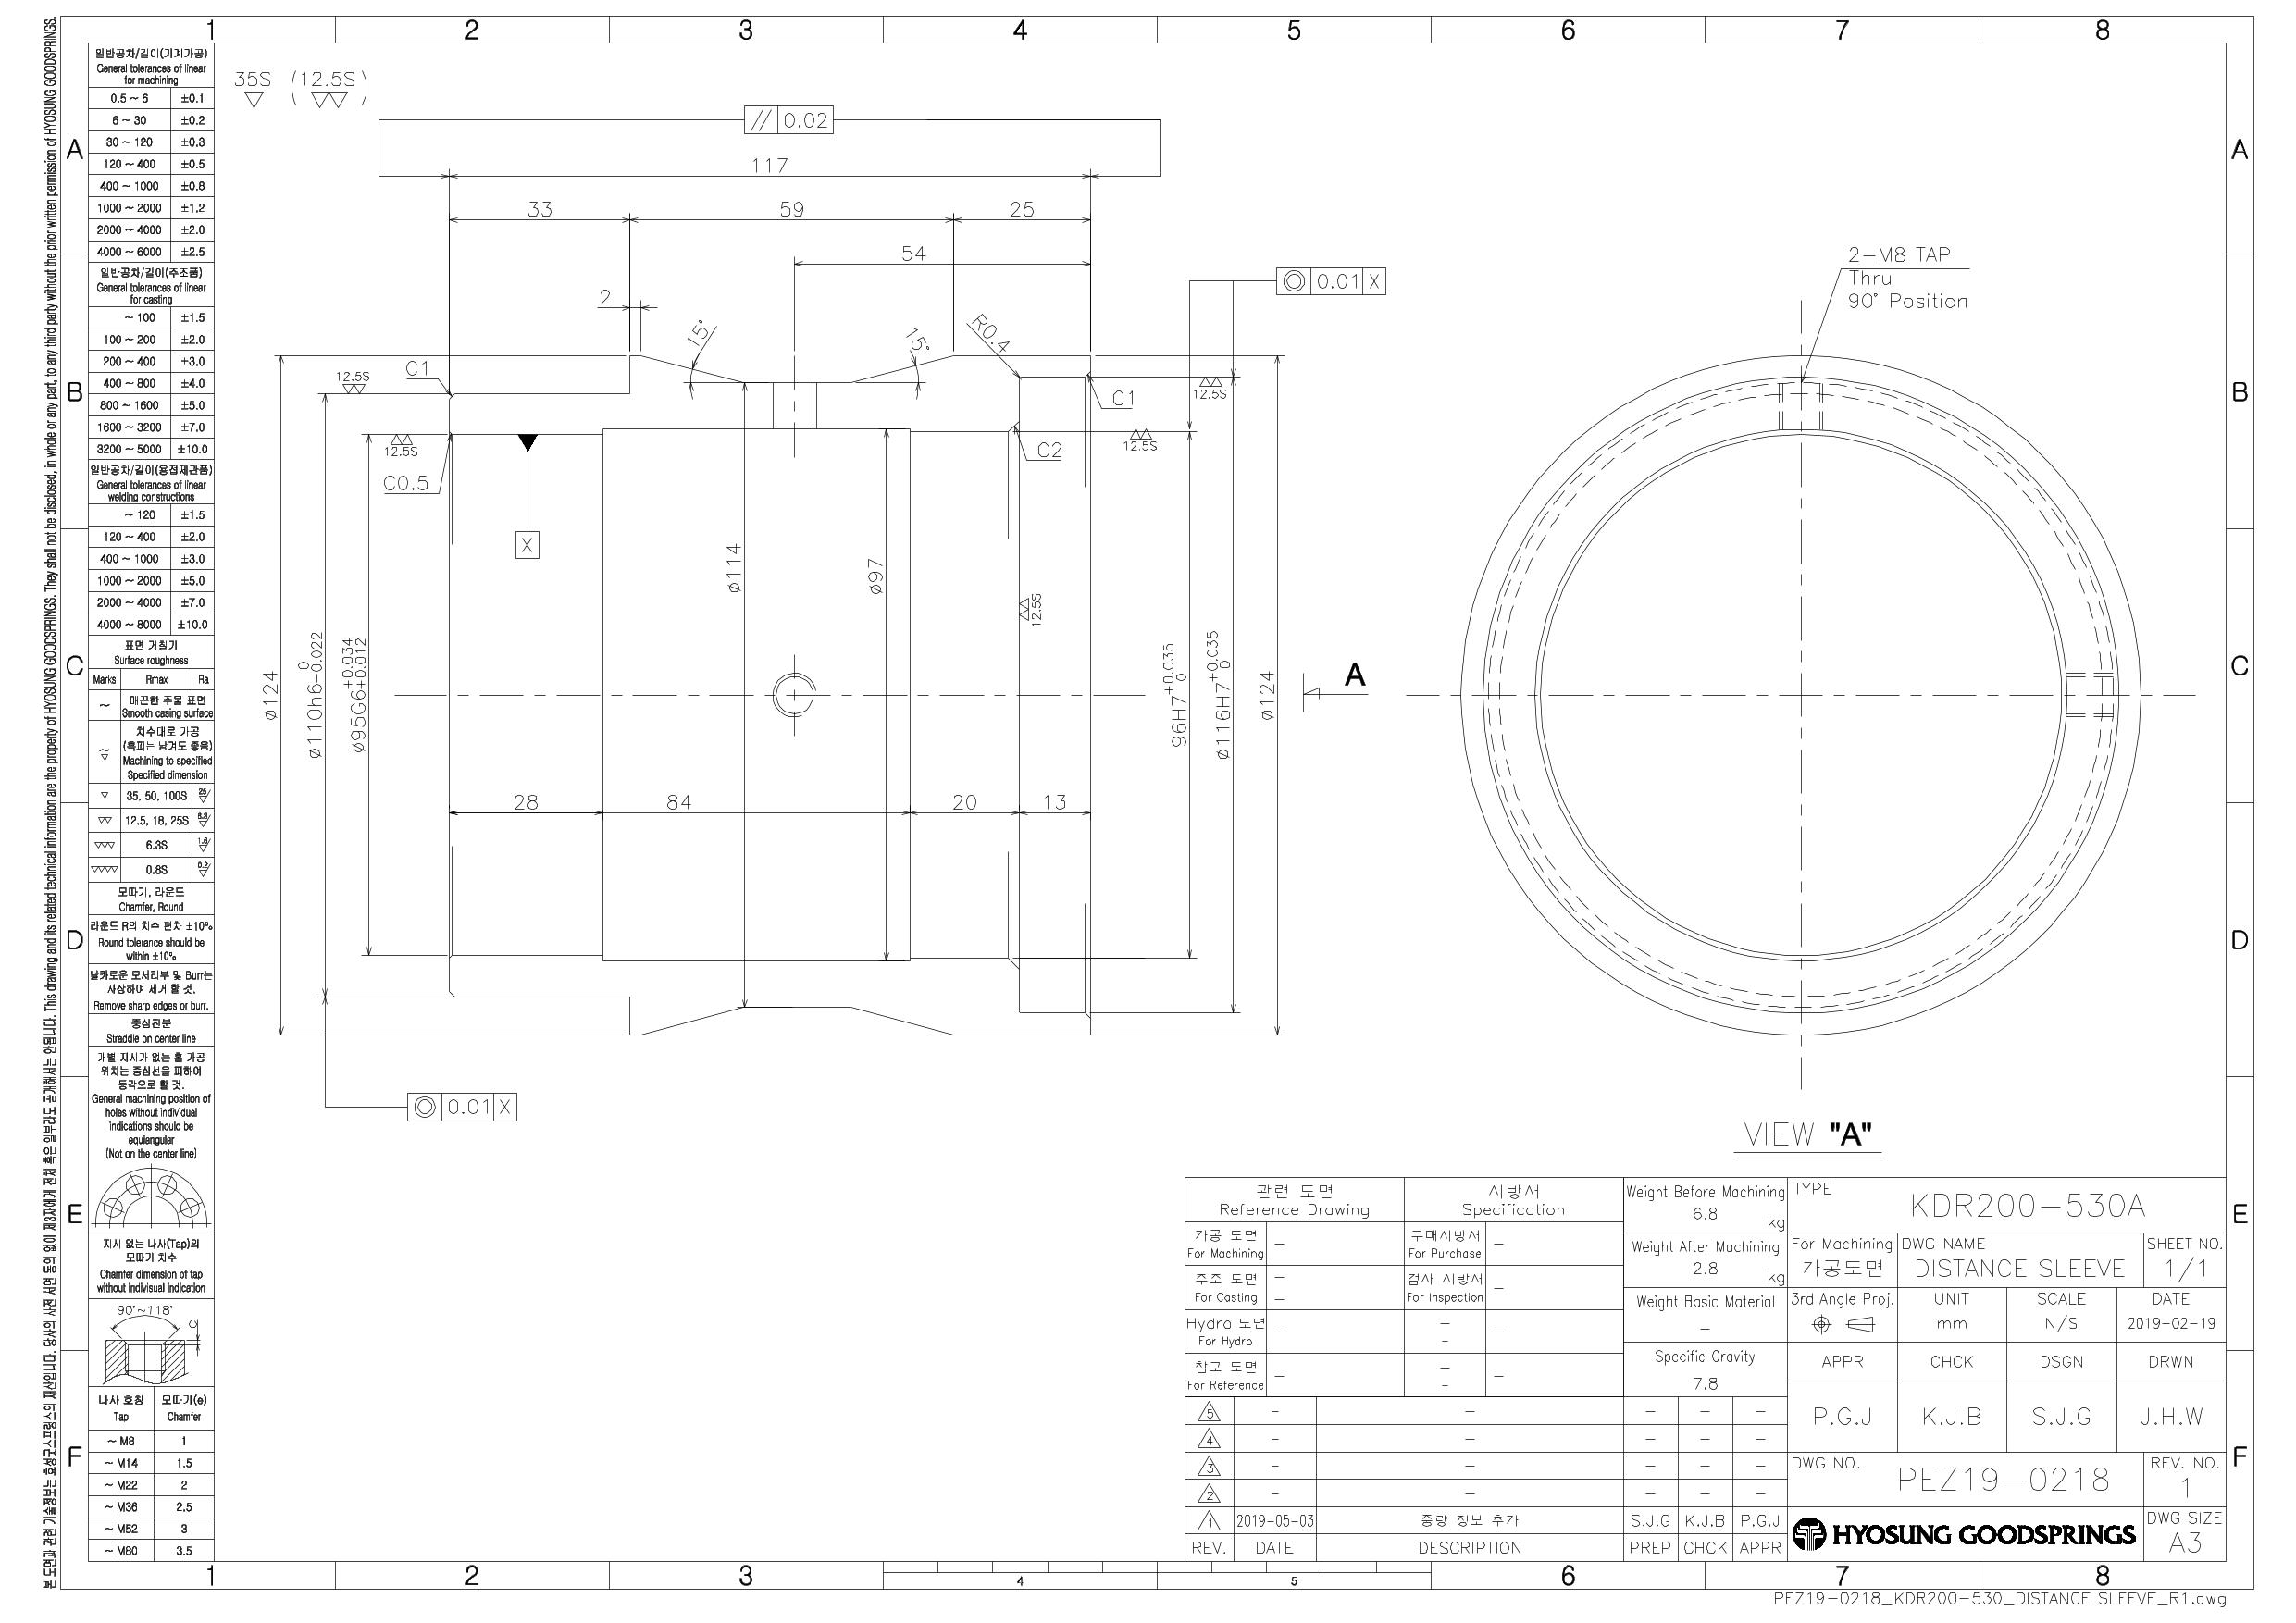 1
2
3
4
5
6
7
8
A
B
C
D
E
F
A
B
C
D
E
F
일반공차/길이(기계가공)
General tolerances of linear
for machining
0.5 ~ 6 ±0.1
6 ~ 30 ±0.2
30 ~ 120 ±0.3
120 ~ 400 ±0.5
400 ~ 1000 ±0.8
1000 ~ 2000 ±1.2
2000 ~ 4000 ±2.0
4000 ~ 6000 ±2.5
일반공차/길이(주조품)
General tolerances of linear
for casting
~ 100 ±1.5
100 ~ 200 ±2.0
200 ~ 400 ±3.0
400 ~ 800 ±4.0
800 ~ 1600 ±5.0
1600 ~ 3200 ±7.0
3200 ~ 5000 ±10.0
일반공차/길이(용접제관품)
General tolerances of linear
welding constructions
~ 120 ±1.5
120 ~ 400 ±2.0
400 ~ 1000 ±3.0
1000 ~ 2000 ±5.0
2000 ~ 4000 ±7.0
4000 ~ 8000 ±10.0
표면 거칠기
Surface roughness
Marks Rmax Ra
~ 매끈한 주물 표면
Smooth casing surface
치수대로 가공
(흑피는 남겨도 좋음)
Machining to specified
Specified dimension
35, 50, 100S 25
12.5, 18, 25S 6.3
6.3S 1.6
0.8S 0.2
모따기, 라운드
Chamfer, Round
라운드 R의 치수 편차 ±10%
Round tolerance should be
within ±10%
날카로운 모서리부 및 Burr는
사상하여 제거 할 것.
Remove sharp edges or burr.
중심진분
Straddle on center line
개별 지시가 없는 홀 가공
위치는 중심선을 피하여
등각으로 할 것.
General machining position of
holes without individual
indications should be
equiangular
(Not on the center line)
지시 없는 나사(Tap)의
모따기 치수
Chamfer dimension of tap
without indivisual indication
90°~118°
e
나사 호칭 모따기(e)
Tap Chamfer
~ M8 1
~ M14 1.5
~ M22 2
~ M36 2.5
~ M52 3
~ M80 3.5
본 도면과 관련 기술정보는 효성굿스프링스의 재산입니다. 당사의 사전 서면 동의 없이 제3자에게 전체 혹은 일부라도 공개해서는 안됩니다. This drawing and its related technical information are the property of HYOSUNG GOODSPRINGS. They shall not be disclosed, in whole or any part, to any third party without the prior written permission of HYOSUNG GOODSPRINGS.
35S (12.5S)
// 0.02
117
33 59 25
54
2
15°
15°
R0.4
◎ 0.01 X
12.5S
C1
C1
12.5S
12.5S
C0.5
C2
12.5S
X
12.5S
⌀124
⌀110h6 0 -0.022
⌀95G6 +0.034 +0.012
⌀114
⌀97
96H7 +0.035 0
⌀116H7 +0.035 0
⌀124
A
28 84 20 13
◎ 0.01 X
2-M8 TAP
Thru
90° Position
VIEW "A"
관련 도면
Reference Drawing
시방서
Specification
가공 도면
For Machining
–
구매시방서
For Purchase
–
주조 도면
For Casting
–
–
검사 시방서
For Inspection
–
Hydro 도면
For Hydro
–
–
–
–
참고 도면
For Reference
–
–
–
–
5 – – – – –
4 – – – – –
3 – – – – –
2 – – – – –
1 2019-05-03 중량 정보 추가 S.J.G K.J.B P.G.J
REV. DATE DESCRIPTION PREP CHCK APPR
Weight Before Machining
6.8
kg
Weight After Machining
2.8
kg
Weight Basic Material
–
Specific Gravity
7.8
TYPE
KDR200-530A
For Machining
가공도면
DWG NAME
DISTANCE SLEEVE
SHEET NO.
1/1
3rd Angle Proj.
UNIT
mm
SCALE
N/S
DATE
2019-02-19
APPR CHCK DSGN DRWN
P.G.J K.J.B S.J.G J.H.W
DWG NO.
PEZ19-0218
REV. NO.
1
HYOSUNG GOODSPRINGS
DWG SIZE
A3
1
2
3
4
5
6
7
8
PEZ19-0218_KDR200-530_DISTANCE SLEEVE_R1.dwg